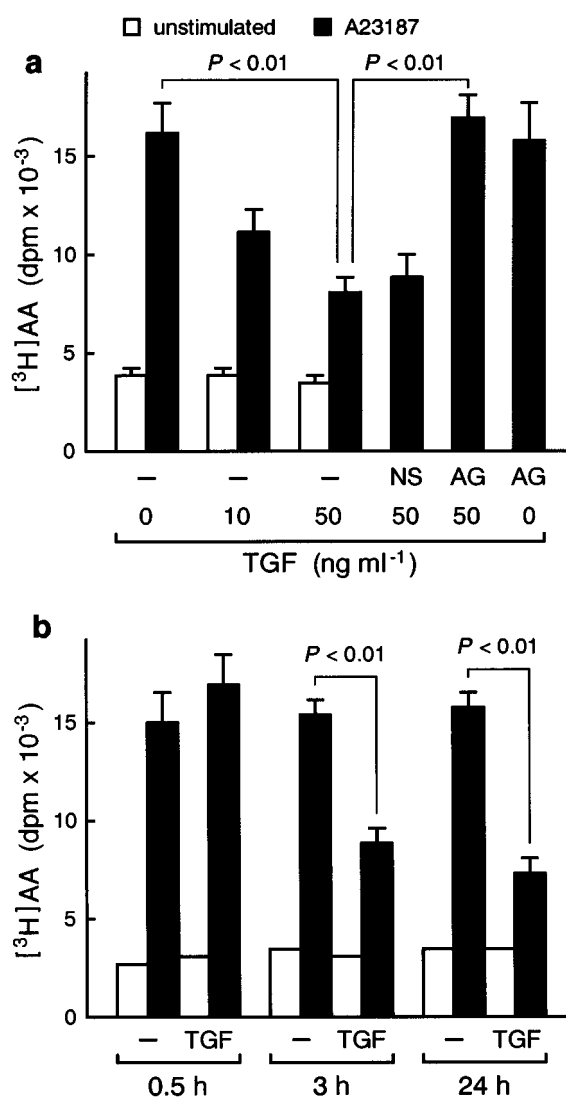 unstimulated A23187
a
P < 0.01 P < 0.01
[³H]AA (dpm x 10⁻³)
15
10
5
0
– – – NS AG AG
0 10 50 50 50 0
TGF (ng ml⁻¹)
b
P < 0.01 P < 0.01
[³H]AA (dpm x 10⁻³)
15
10
5
0
– TGF – TGF – TGF
0.5 h 3 h 24 h